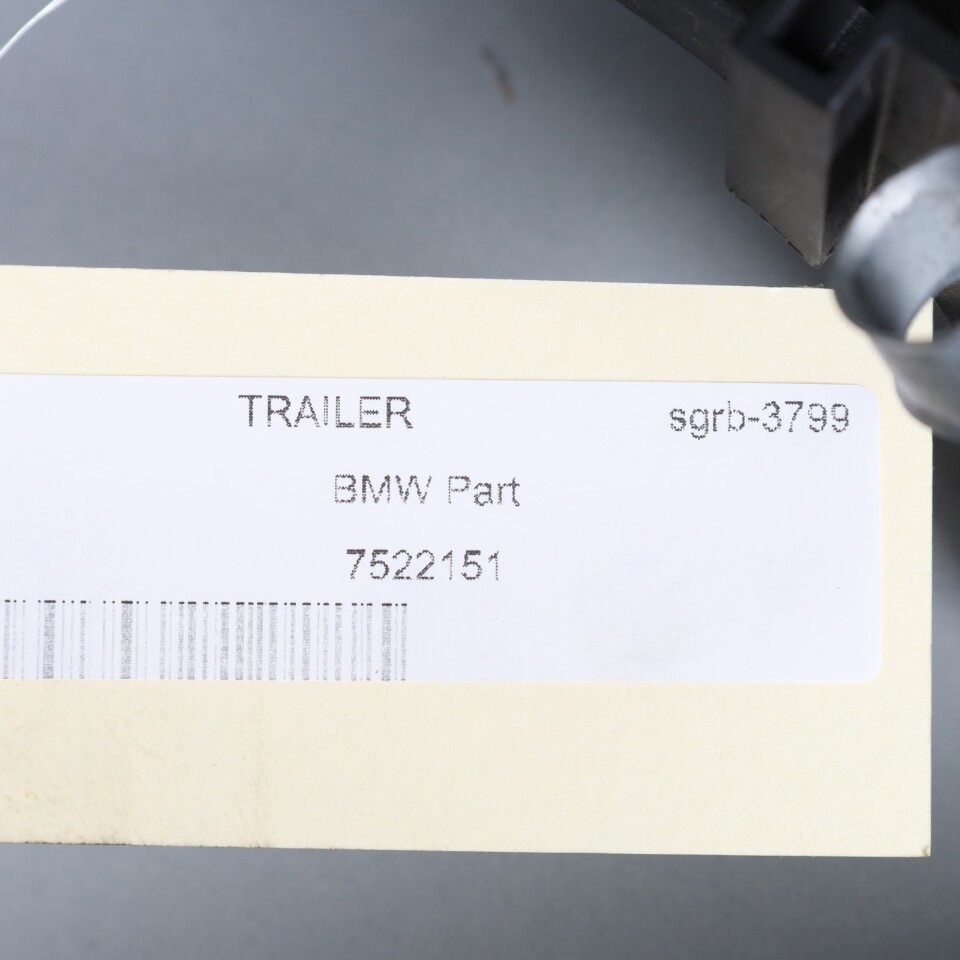 TRAILER sgrb-3799
BMW Part
7522151